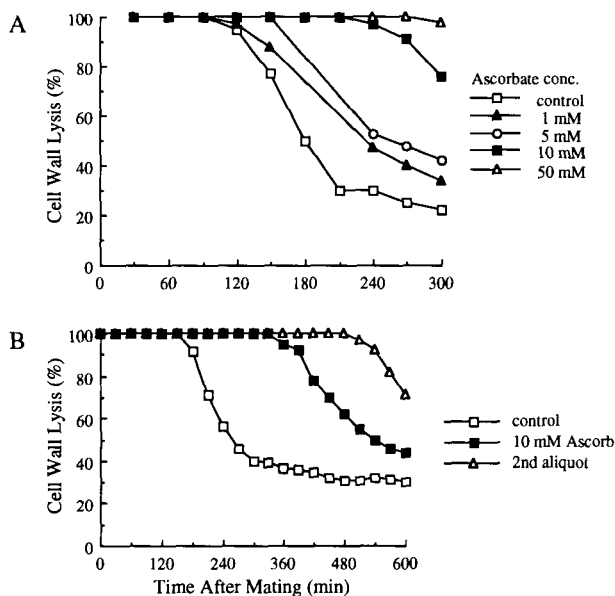 A
Cell Wall Lysis (%)
100
80
60
40
20
0
0 60 120 180 240 300
Ascorbate conc.
control
1 mM
5 mM
10 mM
50 mM
B
Cell Wall Lysis (%)
100
80
60
40
20
0
0 120 240 360 480 600
Time After Mating (min)
control
10 mM Ascorb
2nd aliquot